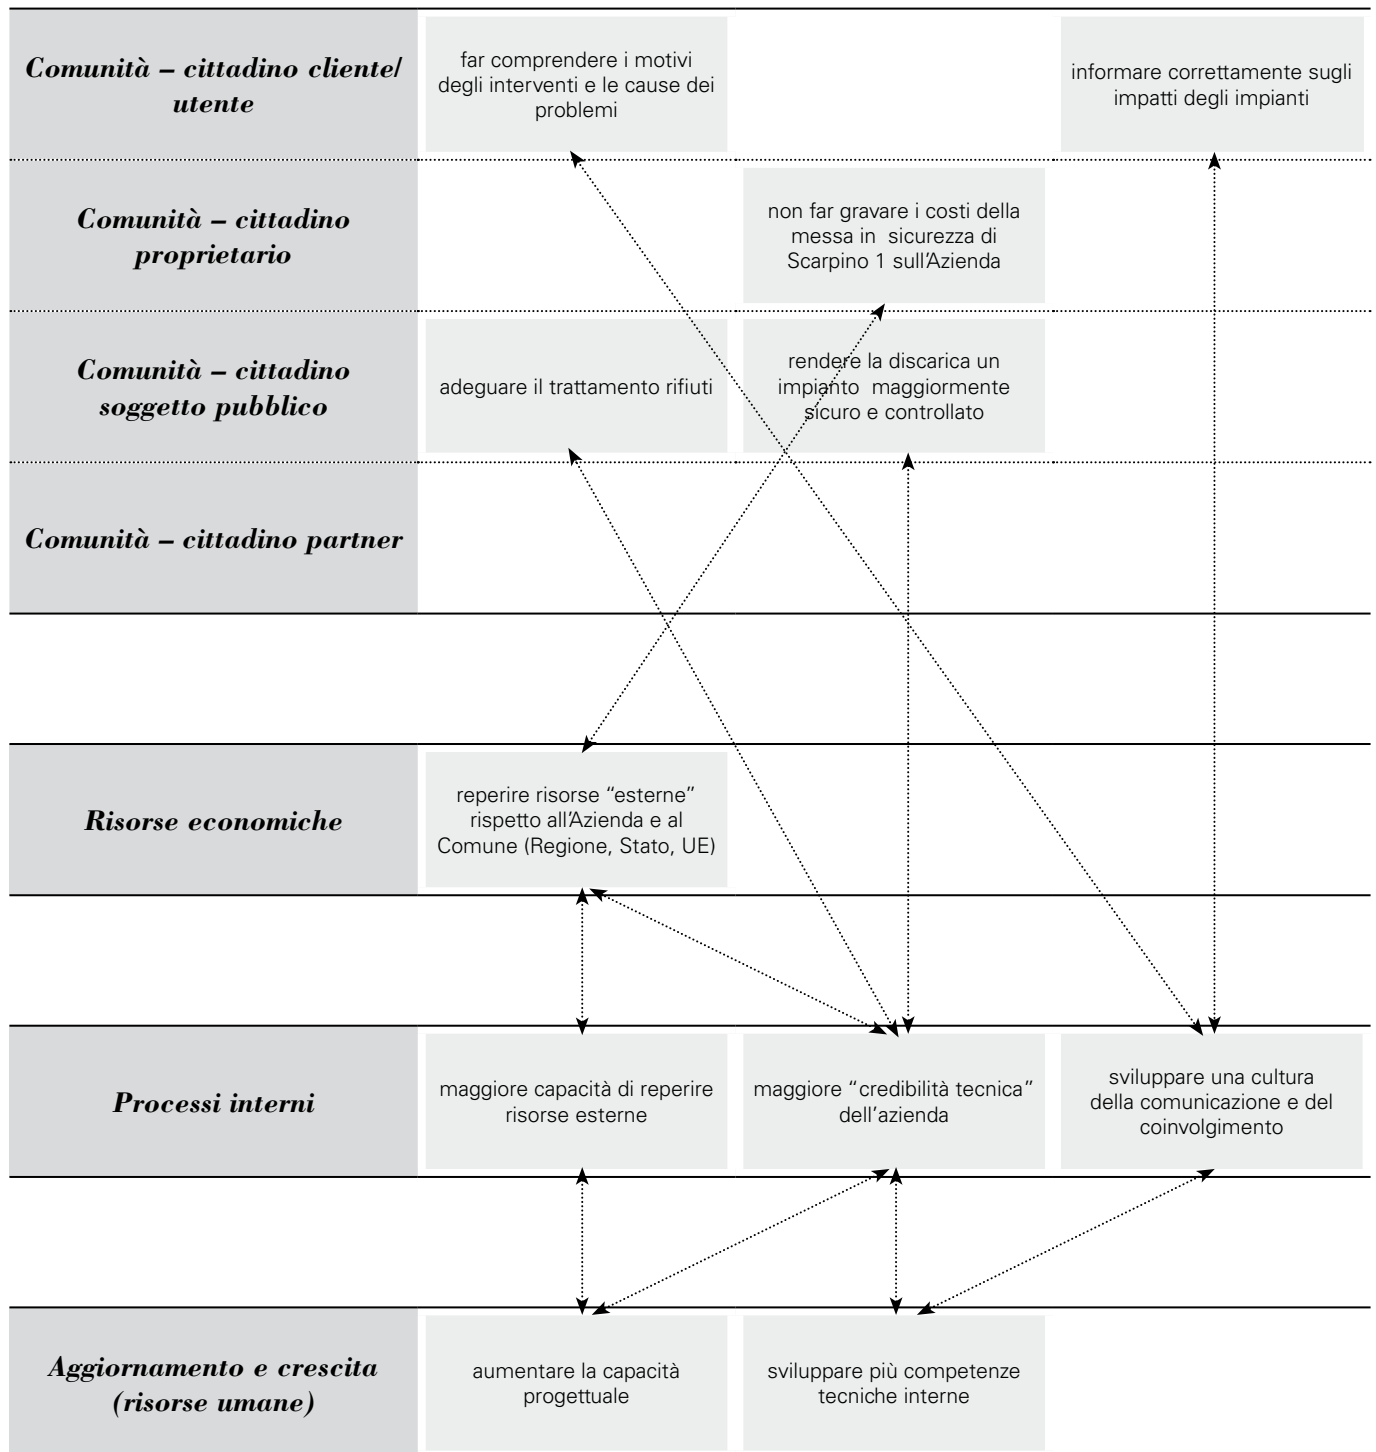 Comunità – cittadino cliente/
utente
far comprendere i motivi
degli interventi e le cause dei
problemi
informare correttamente sugli
impatti degli impianti
Comunità – cittadino
proprietario
non far gravare i costi della
messa in sicurezza di
Scarpino 1 sull'Azienda
Comunità – cittadino
soggetto pubblico
adeguare il trattamento rifiuti
rendere la discarica un
impianto maggiormente
sicuro e controllato
Comunità – cittadino partner
Risorse economiche
reperire risorse “esterne”
rispetto all'Azienda e al
Comune (Regione, Stato, UE)
Processi interni
maggiore capacità di reperire
risorse esterne
maggiore “credibilità tecnica”
dell'azienda
sviluppare una cultura
della comunicazione e del
coinvolgimento
Aggiornamento e crescita
(risorse umane)
aumentare la capacità
progettuale
sviluppare più competenze
tecniche interne